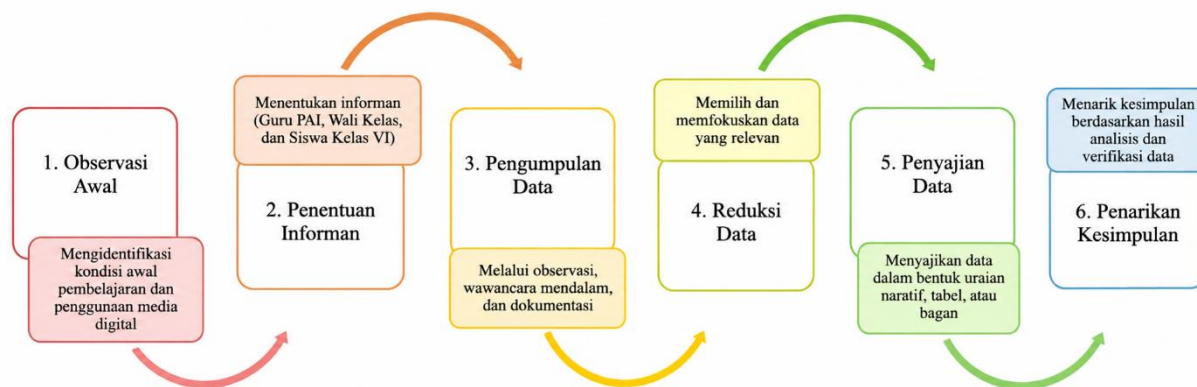 1. Observasi
Awal
Mengidentifikasi
kondisi awal
pembelajaran dan
penggunaan media
digital
Menentukan informan
(Guru PAI, Wali Kelas,
dan Siswa Kelas VI)
2. Penentuan
Informan
3. Pengumpulan
Data
Melalui observasi,
wawancara mendalam,
dan dokumentasi
Memilih dan
memfokuskan data
yang relevan
4. Reduksi
Data
5. Penyajian
Data
Menyajikan data
dalam bentuk uraian
naratif, tabel, atau
bagan
Menarik kesimpulan
berdasarkan hasil
analisis dan
verifikasi data
6. Penarikan
Kesimpulan